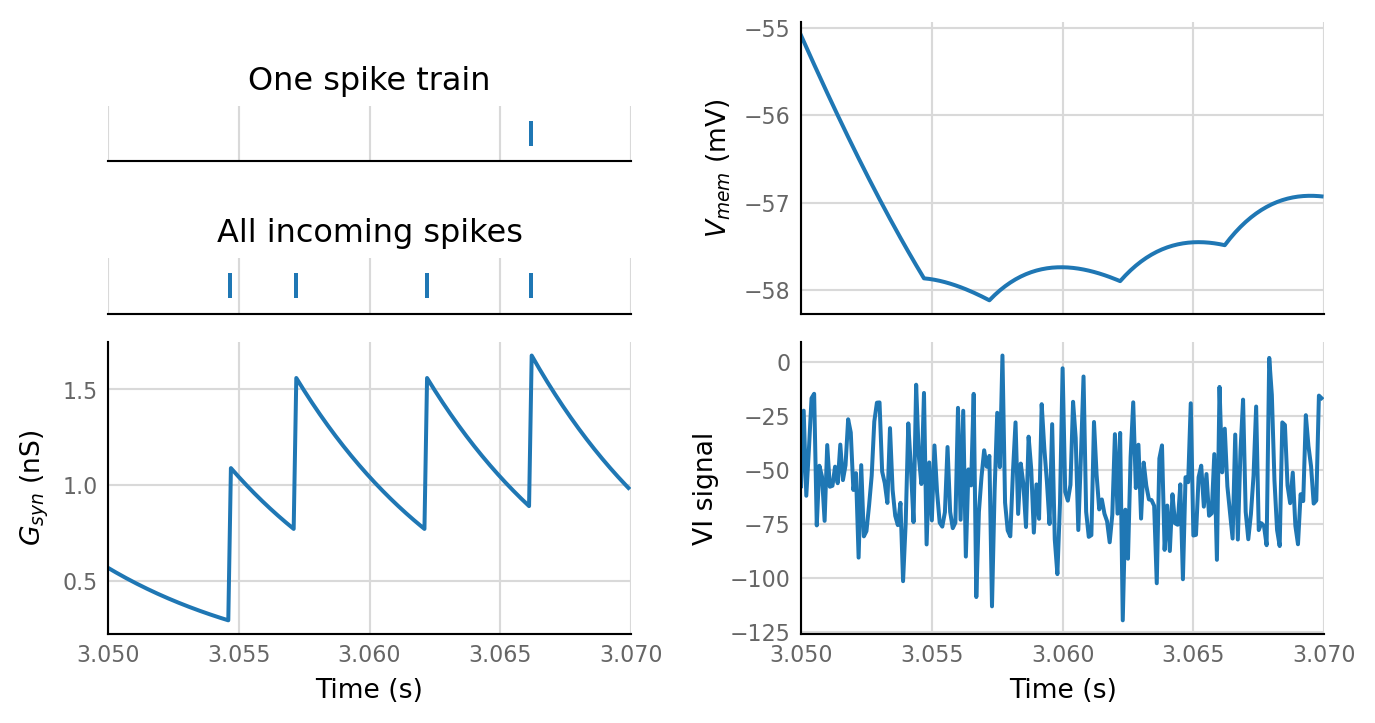 One spike train
All incoming spikes
G_syn (nS)
1.5
1.0
0.5
3.050 3.055 3.060 3.065 3.070
Time (s)
V_mem (mV)
−55
−56
−57
−58
VI signal
0
−25
−50
−75
−100
−125
3.050 3.055 3.060 3.065 3.070
Time (s)